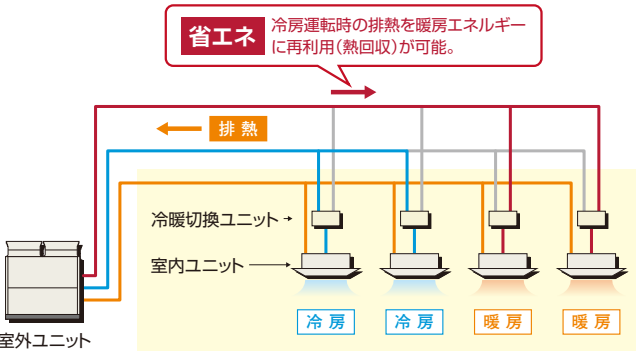 省エネ
冷房運転時の排熱を暖房エネルギー
に再利用(熱回収)が可能。
排熱
冷暖切換ユニット→
室内ユニット→
冷房
冷房
暖房
暖房
室外ユニット